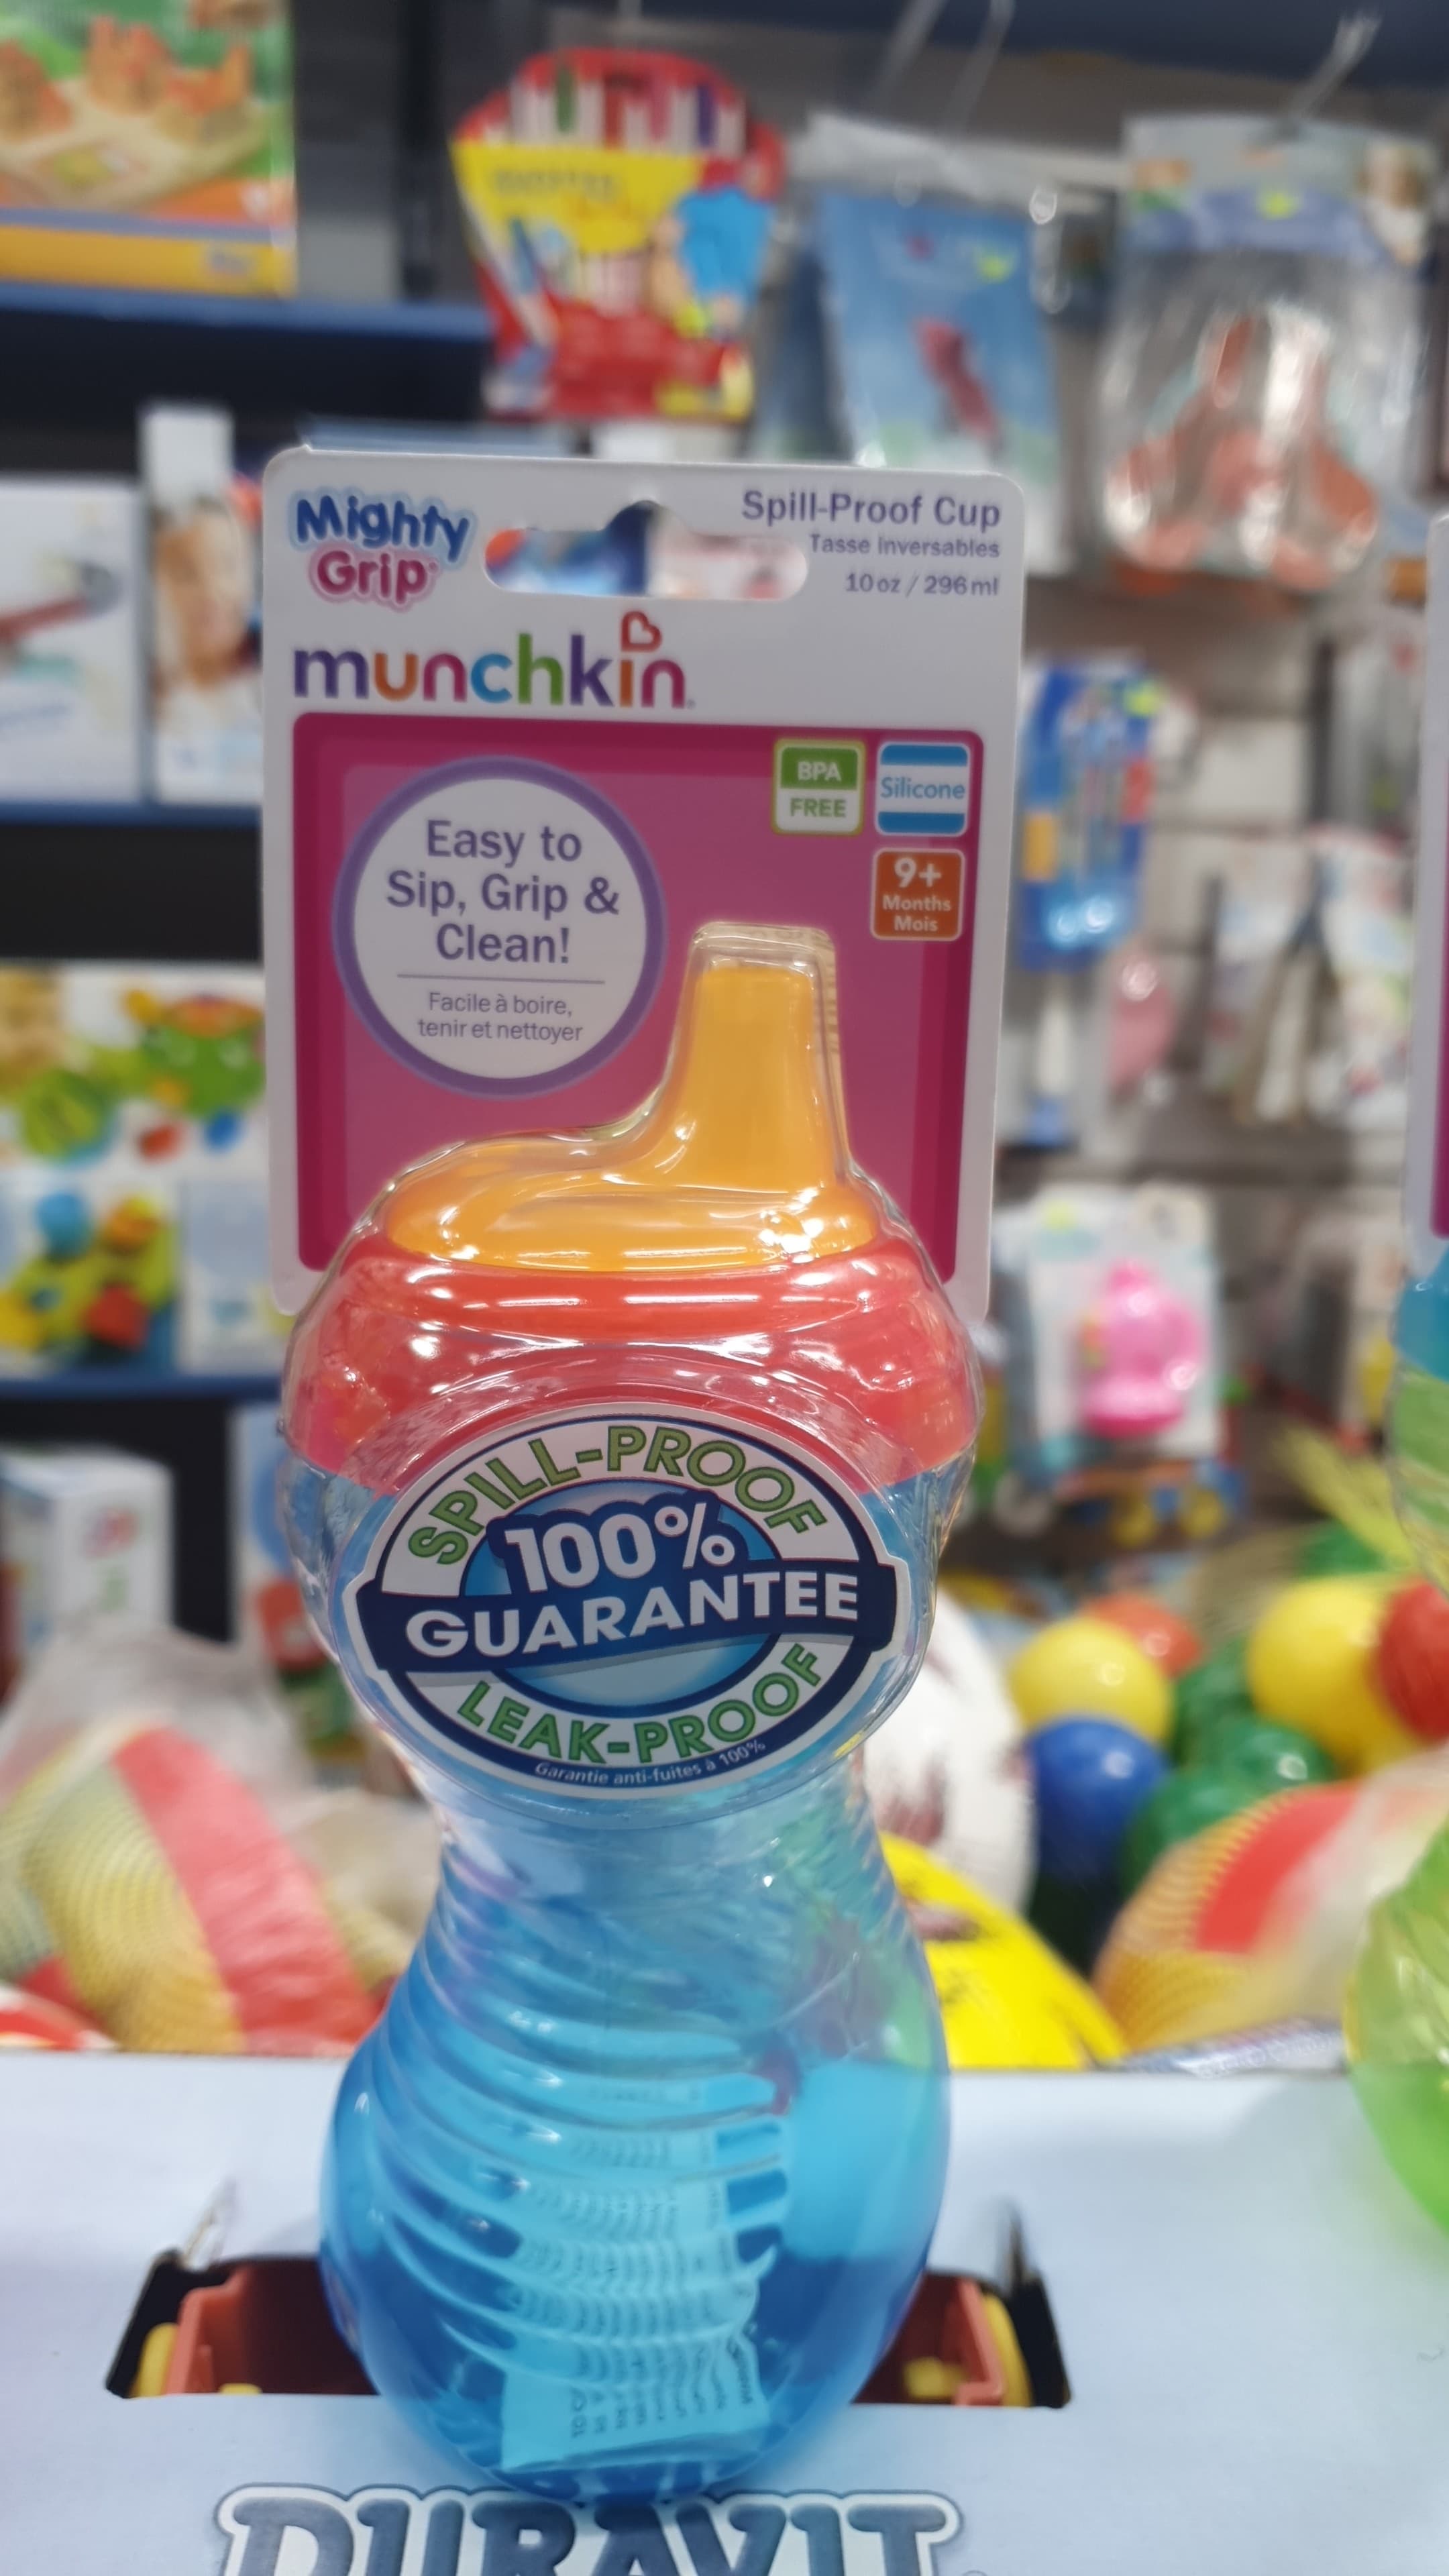 Mighty
Grip
Spill-Proof Cup
Tasse Inversables
10 oz / 296 ml
munchkin
BPA
FREE
Silicone
9+
Months
Mois
Easy to
Sip, Grip &
Clean!
Facile à boire,
tenir et nettoyer
SPILL-PROOF
100%
GUARANTEE
LEAK-PROOF
Garantie anti-fuites à 100%
DURAVIT